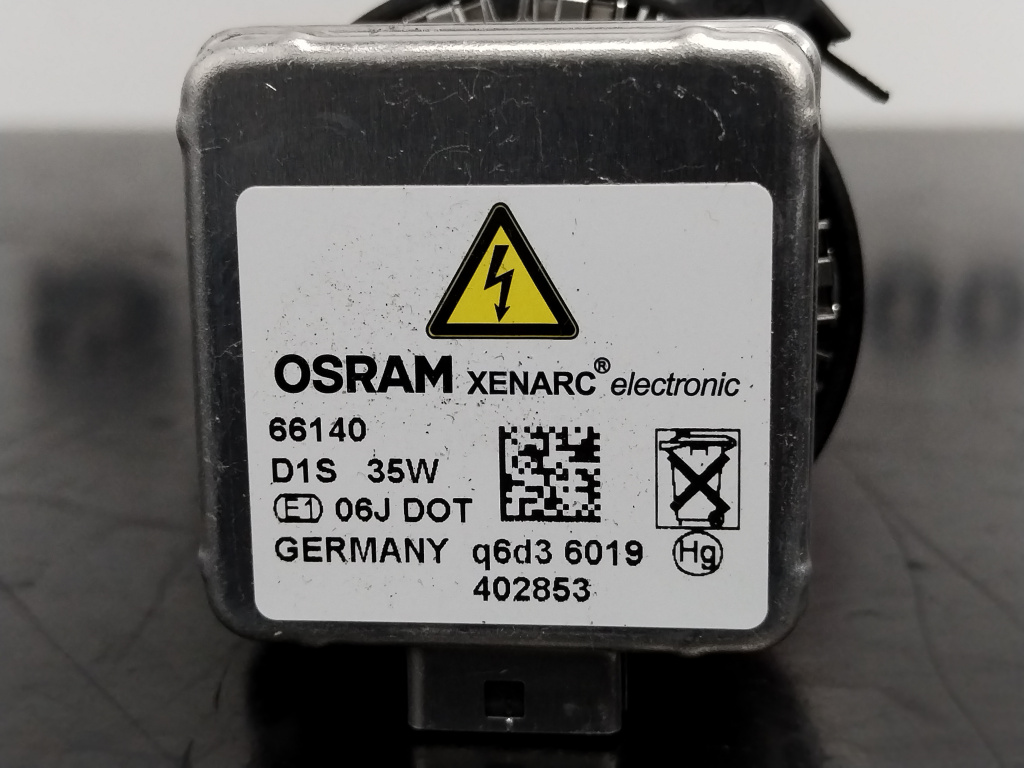 OSRAM XENARC® electronic
66140
D1S 35W
E1 06J DOT
GERMANY q6d3 6019
402853
Hg